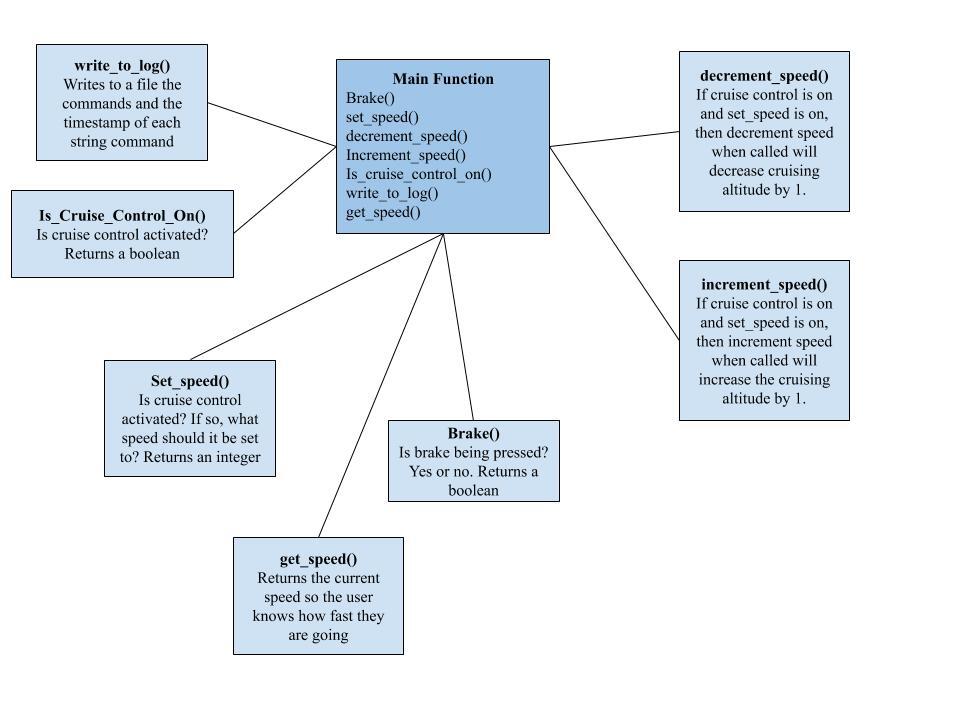 write_to_log()
Writes to a file the
commands and the
timestamp of each
string command
Main Function
Brake()
set_speed()
decrement_speed()
Increment_speed()
Is_cruise_control_on()
write_to_log()
get_speed()
decrement_speed()
If cruise control is on
and set_speed is on,
then decrement speed
when called will
decrease cruising
altitude by 1.
Is_Cruise_Control_On()
Is cruise control activated?
Returns a boolean
increment_speed()
If cruise control is on
and set_speed is on,
then increment speed
when called will
increase the cruising
altitude by 1.
Set_speed()
Is cruise control
activated? If so, what
speed should it be set
to? Returns an integer
Brake()
Is brake being pressed?
Yes or no. Returns a
boolean
get_speed()
Returns the current
speed so the user
knows how fast they
are going